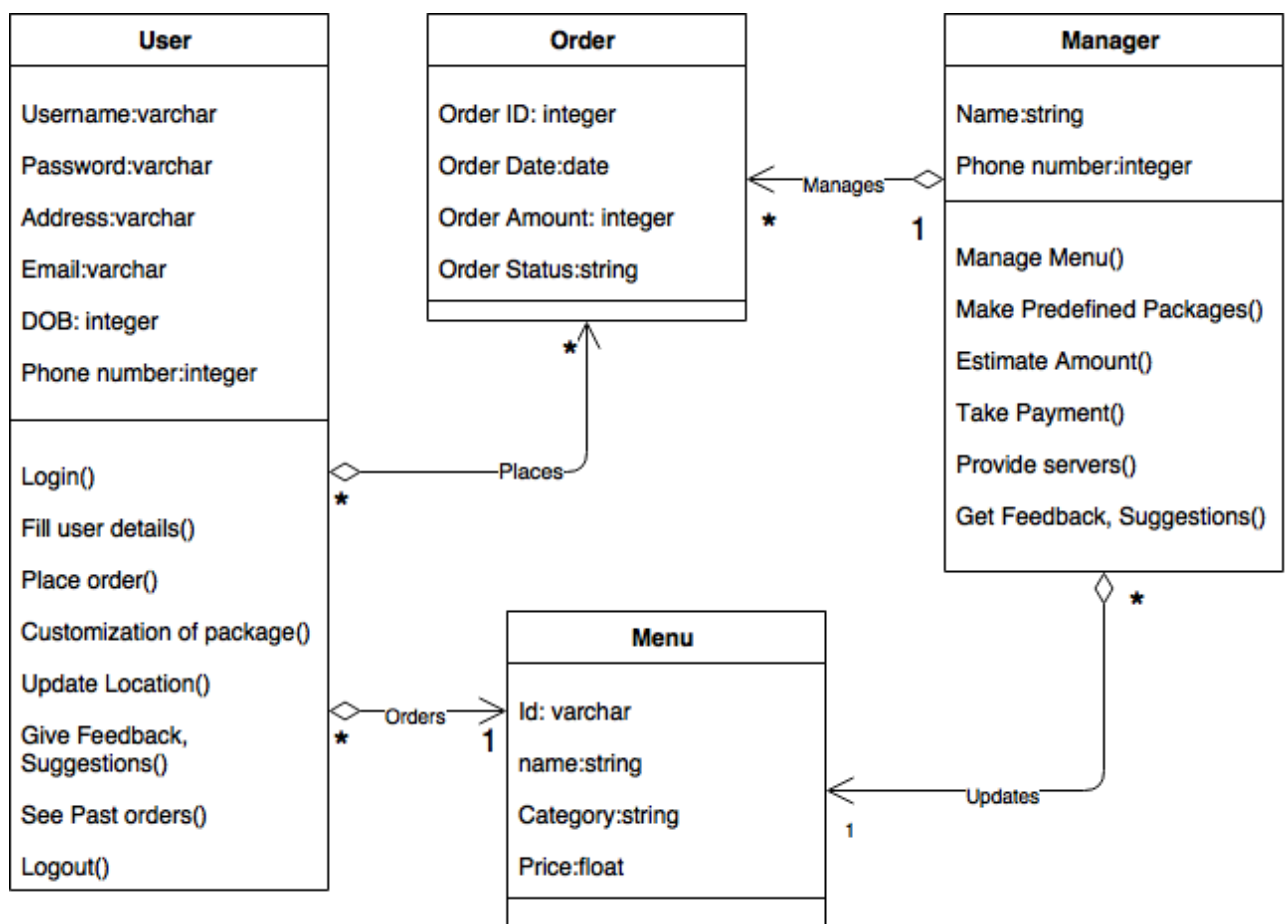 User
Username:varchar
Password:varchar
Address:varchar
Email:varchar
DOB: integer
Phone number:integer
Login()
Fill user details()
Place order()
Customization of package()
Update Location()
Give Feedback,
Suggestions()
See Past orders()
Logout()
Order
Order ID: integer
Order Date:date
Order Amount: integer
Order Status:string
Manager
Name:string
Phone number:integer
Manage Menu()
Make Predefined Packages()
Estimate Amount()
Take Payment()
Provide servers()
Get Feedback, Suggestions()
Manages
*
1
*
Places
*
Menu
Id: varchar
name:string
Category:string
Price:float
Orders
*
1
*
Updates
1